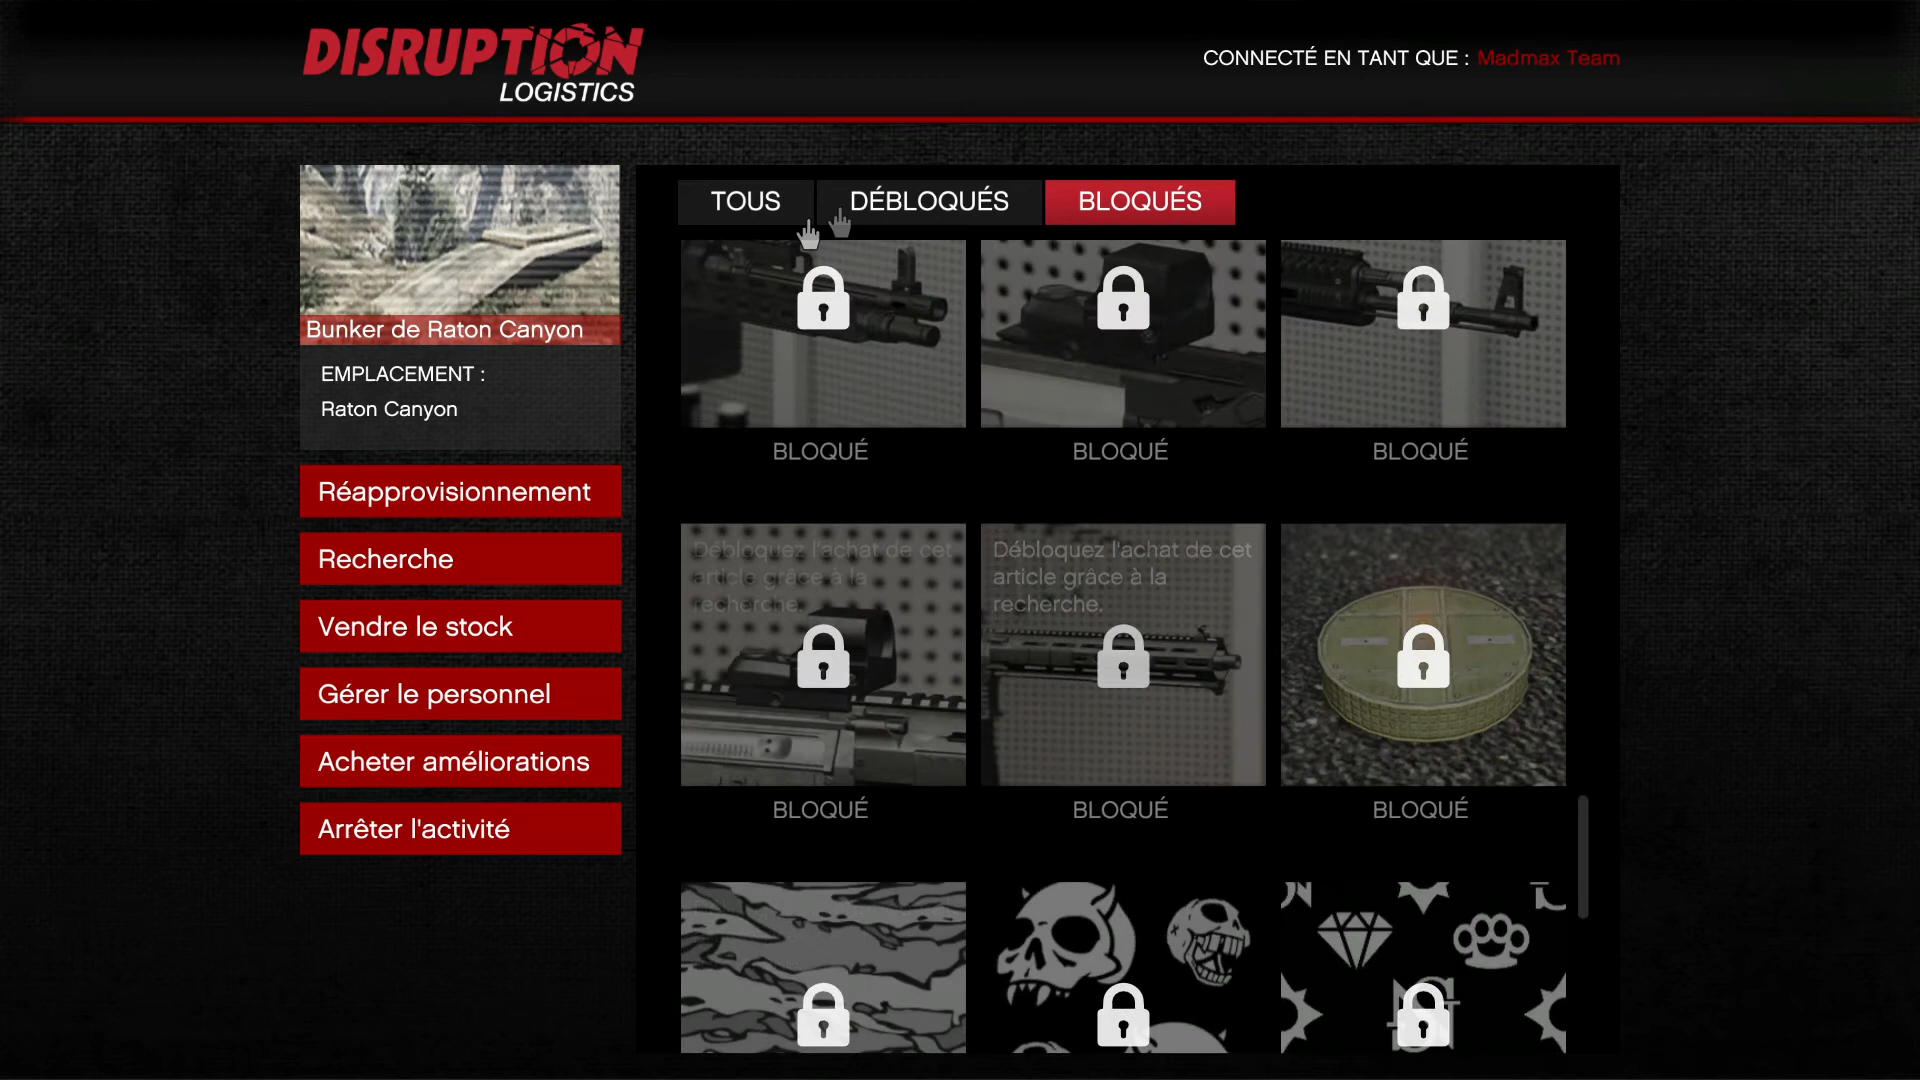 DISRUPTION
LOGISTICS
CONNECTÉ EN TANT QUE : Madmax Team
Bunker de Raton Canyon
EMPLACEMENT :
Raton Canyon
Réapprovisionnement
Recherche
Vendre le stock
Gérer le personnel
Acheter améliorations
Arrêter l'activité
TOUS
DÉBLOQUÉS
BLOQUÉS
BLOQUÉ
BLOQUÉ
BLOQUÉ
Débloquez l'achat de cet
article grâce à la
recherche.
Débloquez l'achat de cet
article grâce à la
recherche.
BLOQUÉ
BLOQUÉ
BLOQUÉ